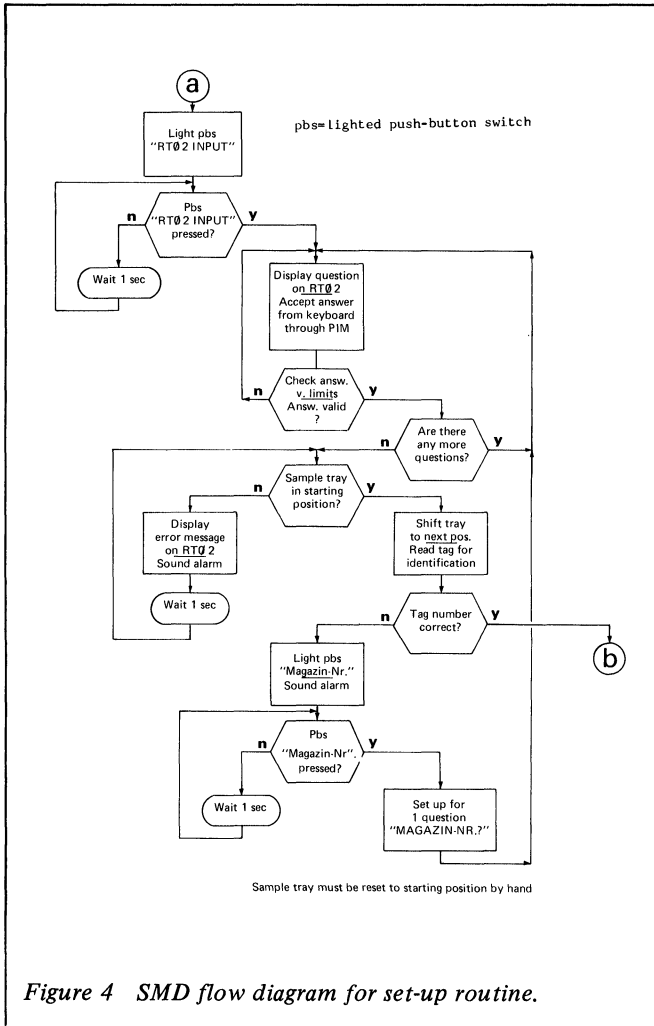 a
pbs=lighted push-button switch
Light pbs
"RTØ2 INPUT"
Pbs
"RTØ2 INPUT"
pressed?
n
y
Wait 1 sec
Display question
on RTØ2
Accept answer
from keyboard
through PIM
Check answ.
v. limits
Answ. valid
?
n
y
Are there
any more
questions?
n
y
Sample tray
in starting
position?
n
y
Display
error message
on RTØ2
Sound alarm
Wait 1 sec
Shift tray
to next pos.
Read tag for
identification
Tag number
correct?
n
y
b
Light pbs
"Magazin-Nr."
Sound alarm
Pbs
"Magazin-Nr".
pressed?
n
y
Wait 1 sec
Set up for
1 question
"MAGAZIN-NR.?"
Sample tray must be reset to starting position by hand
Figure 4 SMD flow diagram for set-up routine.